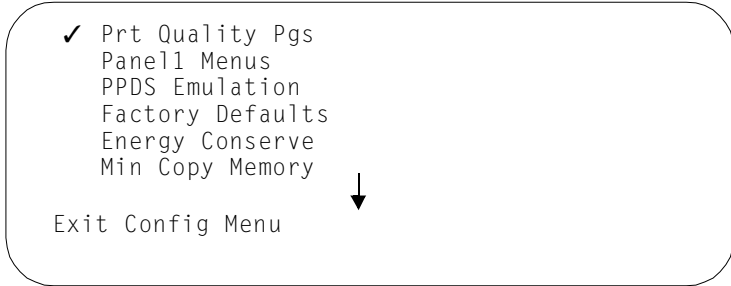 ✓ Prt Quality Pgs
Panel1 Menus
PPDS Emulation
Factory Defaults
Energy Conserve
Min Copy Memory
Exit Config Menu